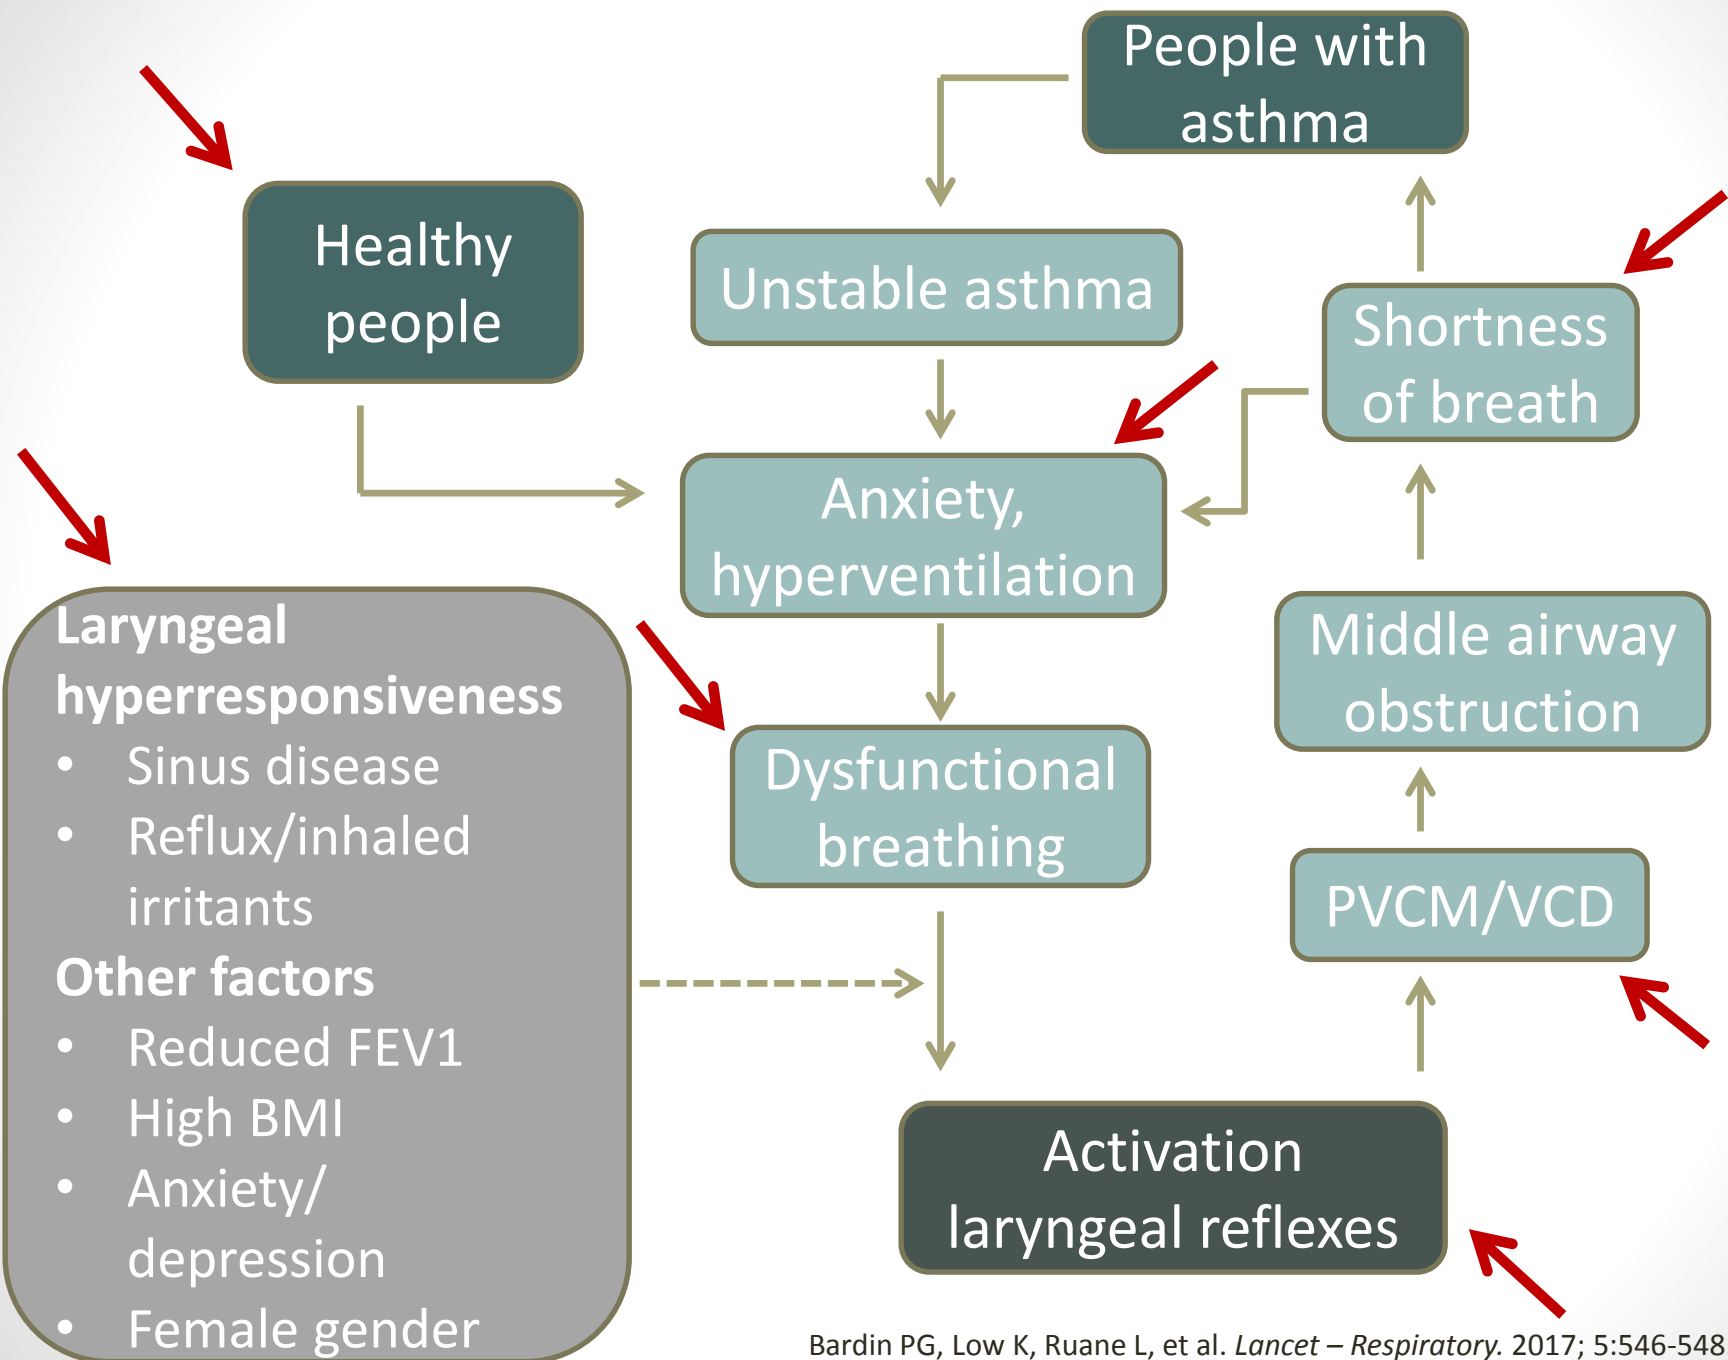 People with
asthma
Healthy
people
Unstable asthma
Shortness
of breath
Anxiety,
hyperventilation
Laryngeal
hyperresponsiveness
• Sinus disease
• Reflux/inhaled
irritants
Other factors
• Reduced FEV1
• High BMI
• Anxiety/
depression
• Female gender
Middle airway
obstruction
Dysfunctional
breathing
PVCM/VCD
Activation
laryngeal reflexes
Bardin PG, Low K, Ruane L, et al. Lancet – Respiratory. 2017; 5:546-548